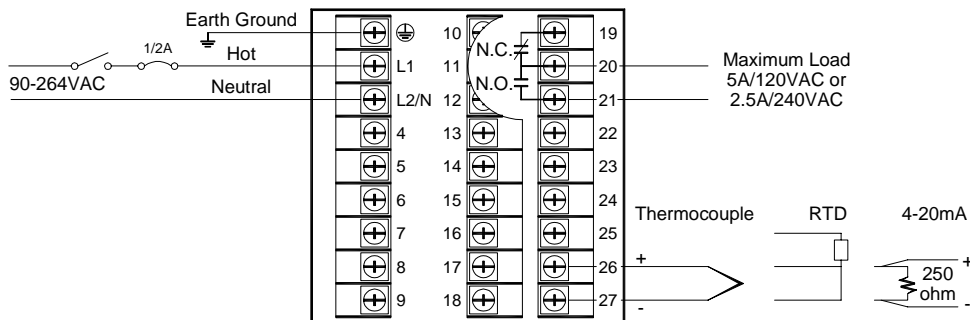 Earth Ground
1/2A
Hot
90-264VAC
Neutral
L1
L2/N
4
5
6
7
8
9
10
11
12
13
14
15
16
17
18
N.C.
N.O.
19
20
21
22
23
24
25
26
27
Maximum Load
5A/120VAC or
2.5A/240VAC
Thermocouple
RTD
4-20mA
+
-
+
250
ohm
-